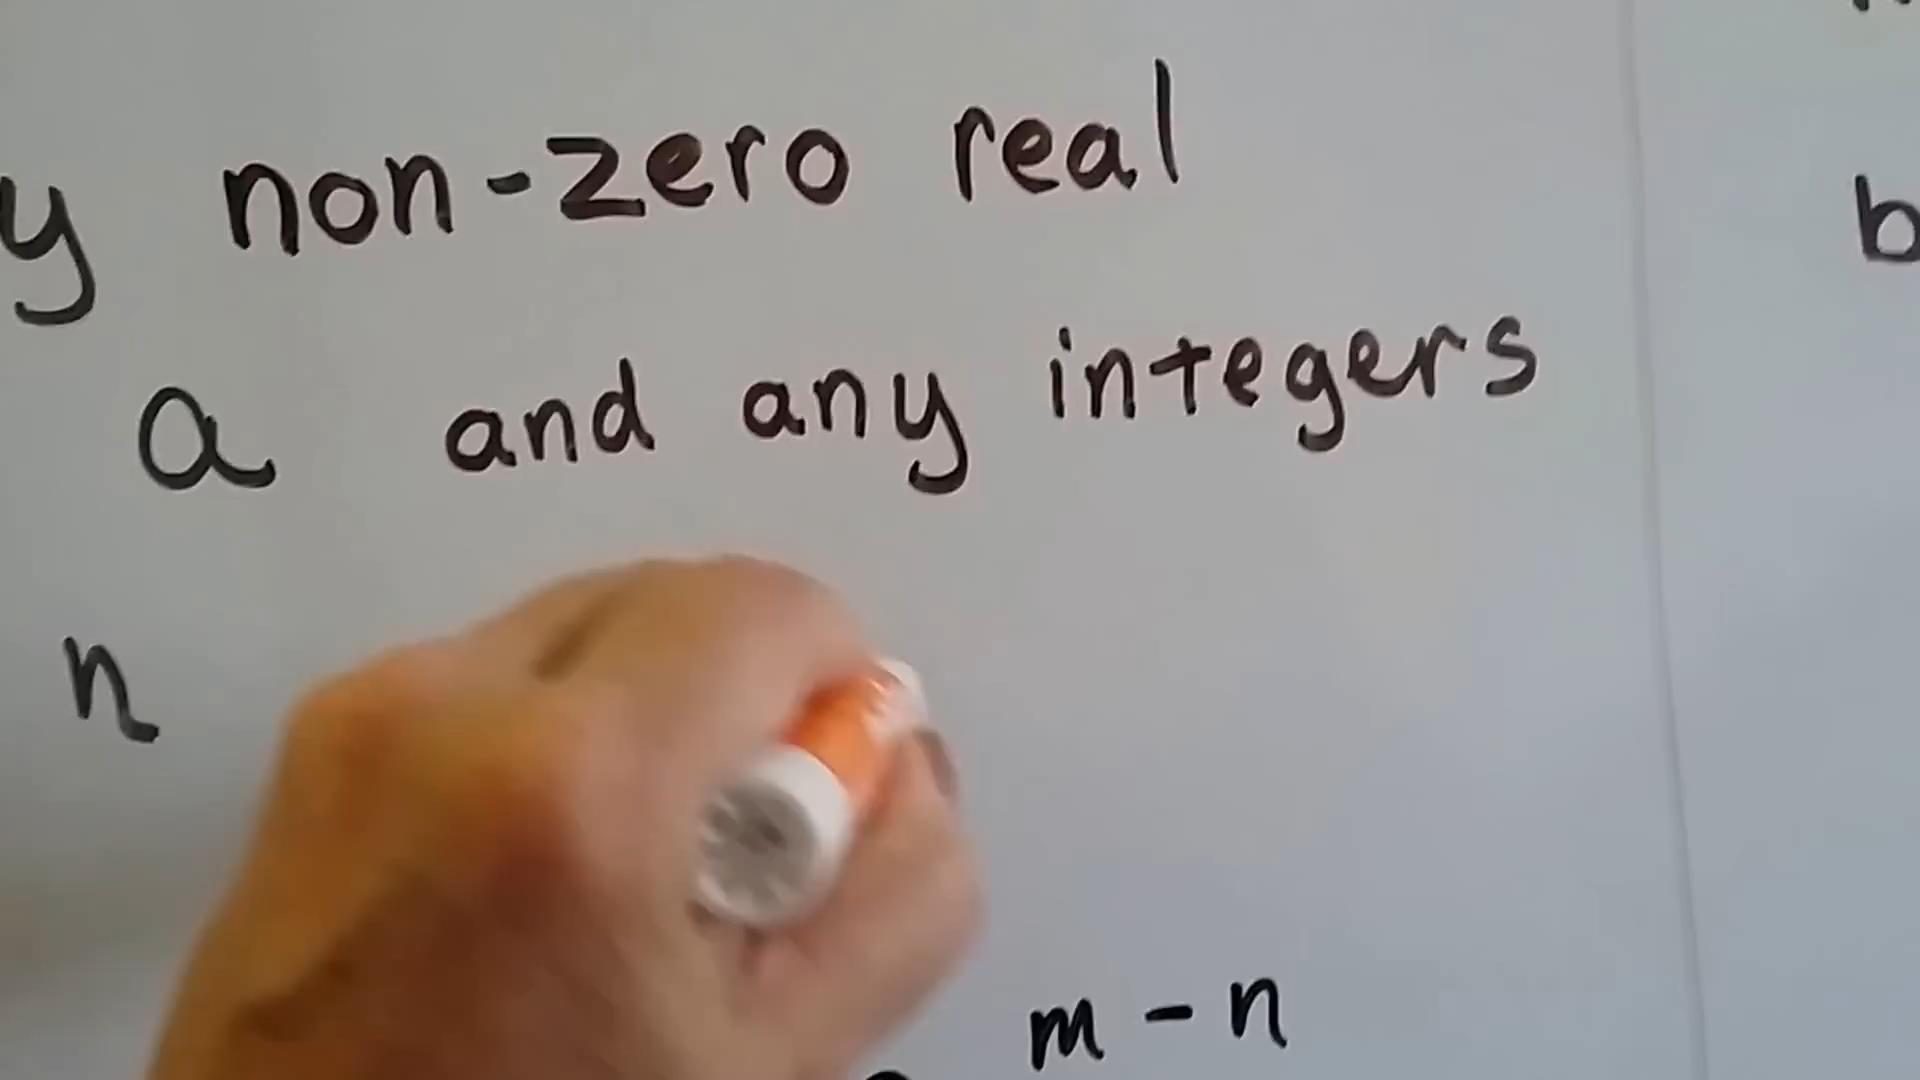 y non-zero real
a and any integers
n
m - n
b